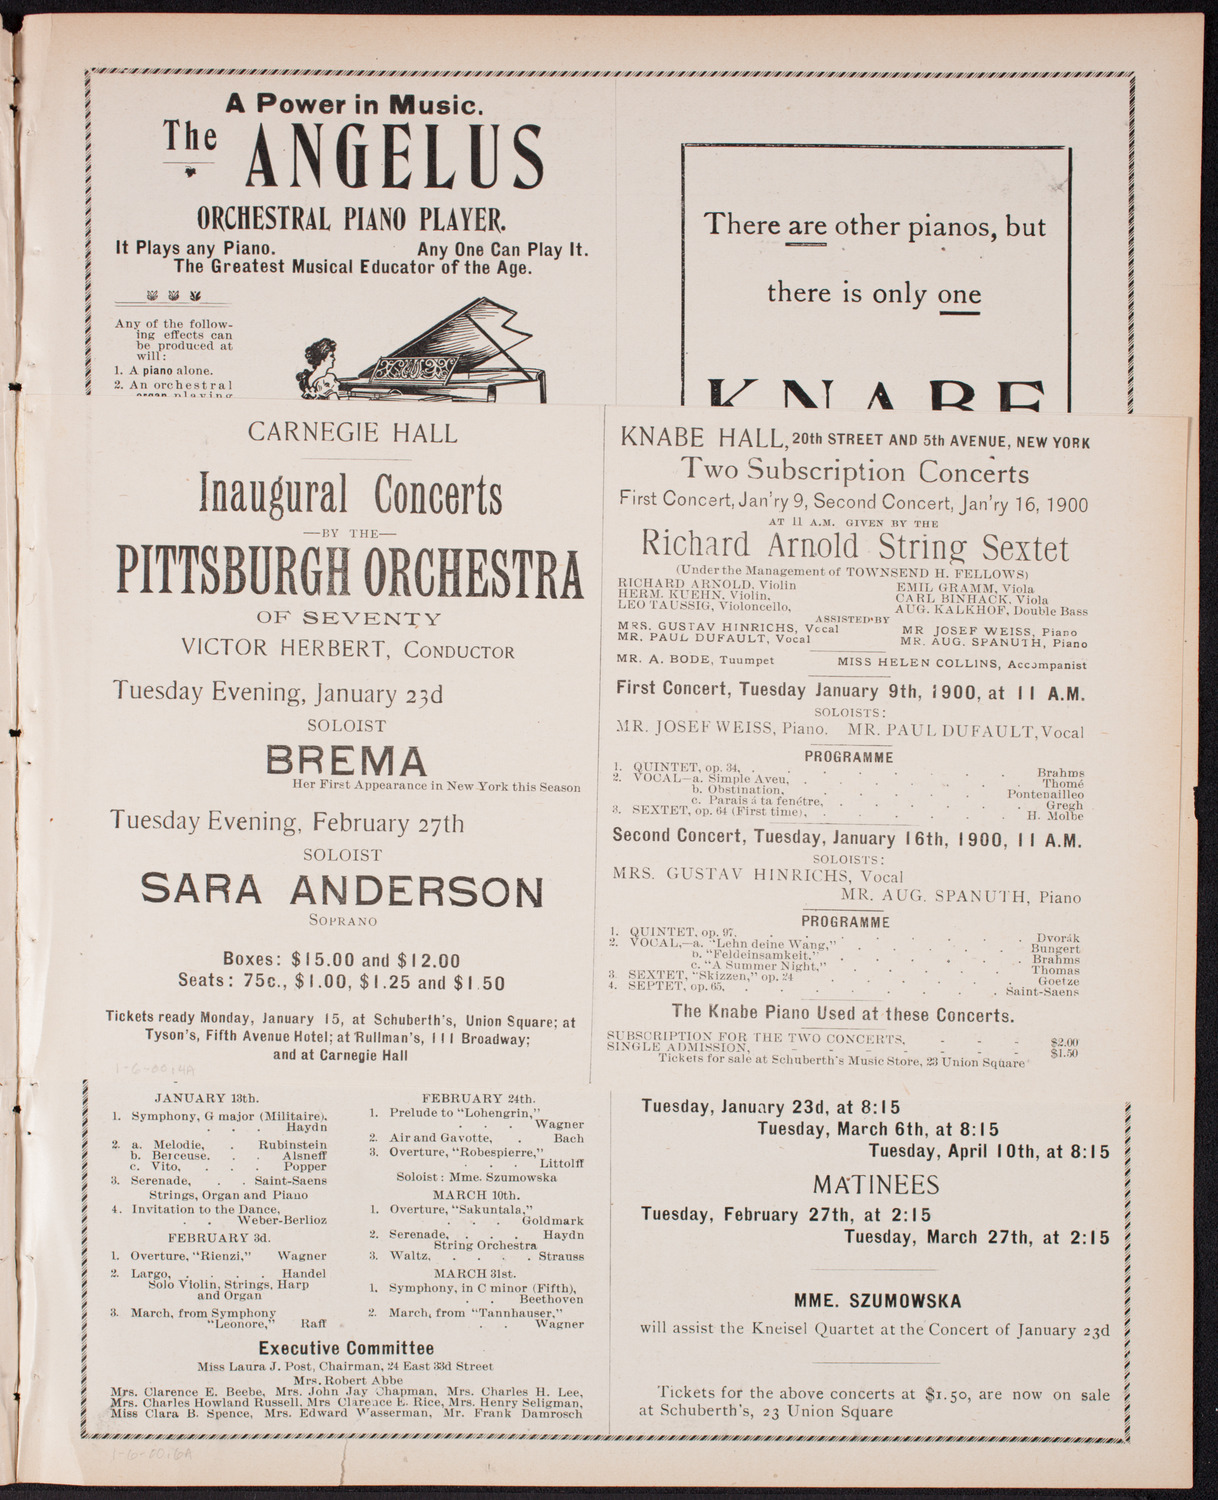 A Power in Music.
The ANGELUS
ORCHESTRAL PIANO PLAYER.
It Plays any Piano. Any One Can Play It.
The Greatest Musical Educator of the Age.
Any of the follow-
ing effects can
be produced at
will:
1. A piano alone.
2. An orchestral
organ playing
There are other pianos, but
there is only one
KNABE
CARNEGIE HALL
Inaugural Concerts
—BY THE—
PITTSBURGH ORCHESTRA
OF SEVENTY
VICTOR HERBERT, CONDUCTOR
Tuesday Evening, January 23d
SOLOIST
BREMA
Her First Appearance in New York this Season
Tuesday Evening, February 27th
SOLOIST
SARA ANDERSON
SOPRANO
Boxes: $15.00 and $12.00
Seats: 75c., $1.00, $1.25 and $1.50
Tickets ready Monday, January 15, at Schuberth's, Union Square; at
Tyson's, Fifth Avenue Hotel; at Rullman's, 111 Broadway;
and at Carnegie Hall
1-6-00:4A
KNABE HALL, 20th STREET AND 5th AVENUE, NEW YORK
Two Subscription Concerts
First Concert, Jan'ry 9, Second Concert, Jan'ry 16, 1900
AT 11 A.M. GIVEN BY THE
Richard Arnold String Sextet
(Under the Management of TOWNSEND H. FELLOWS)
RICHARD ARNOLD, Violin EMIL GRAMM, Viola
HERM. KUEHN, Violin, CARL BINHACK, Viola
LEO TAUSSIG, Violoncello, AUG. KALKHOF, Double Bass
ASSISTED BY
MRS. GUSTAV HINRICHS, Vocal MR JOSEF WEISS, Piano
MR. PAUL DUFAULT, Vocal MR. AUG. SPANUTH, Piano
MR. A. BODE, Tuumpet MISS HELEN COLLINS, Accompanist
First Concert, Tuesday January 9th, 1900, at 11 A.M.
SOLOISTS:
MR. JOSEF WEISS, Piano. MR. PAUL DUFAULT, Vocal
PROGRAMME
1. QUINTET, op. 34, . . . . . Brahms
2. VOCAL—a. Simple Aveu, . . . . . Thomé
b. Obstination, . . . . Pontenailleo
c. Parais á ta fenétre, . . . . Gregh
3. SEXTET, op. 64 (First time), . . . . . H. Molbe
Second Concert, Tuesday, January 16th, 1900, 11 A.M.
SOLOISTS:
MRS. GUSTAV HINRICHS, Vocal
MR. AUG. SPANUTH, Piano
PROGRAMME
1. QUINTET, op. 97, . . . . . Dvorák
2. VOCAL,—a. "Lehn deine Wang," . . . . Bungert
b. "Feldeinsamkeit," . . . . Brahms
c. "A Summer Night," . . . . Thomas
3. SEXTET, "Skizzen," op. 24 . . . . Goetze
4. SEPTET, op. 65, . . . . . Saint-Saens
The Knabe Piano Used at these Concerts.
SUBSCRIPTION FOR THE TWO CONCERTS, - - - $2.00
SINGLE ADMISSION, - - - - - - $1.50
Tickets for sale at Schuberth's Music Store, 23 Union Square
JANUARY 13th.
1. Symphony, G major (Militaire),
. . . Haydn
2. a. Melodie, . Rubinstein
b. Berceuse. . . Alsneff
c. Vito, . . . Popper
3. Serenade, . . Saint-Saens
Strings, Organ and Piano
4. Invitation to the Dance,
. . Weber-Berlioz
FEBRUARY 3d.
1. Overture, "Rienzi," Wagner
2. Largo, . . . . Handel
Solo Violin, Strings, Harp
and Organ
3. March, from Symphony
"Leonore," Raff
FEBRUARY 24th.
1. Prelude to "Lohengrin,"
. . . Wagner
2. Air and Gavotte, . Bach
3. Overture, "Robespierre,"
. . . Littolff
Soloist: Mme. Szumowska
MARCH 10th.
1. Overture, "Sakuntala,"
. . . Goldmark
2. Serenade, . . . Haydn
String Orchestra
3. Waltz, . . . . Strauss
MARCH 31st.
1. Symphony, in C minor (Fifth),
. . Beethoven
2. March, from "Tannhauser,"
. . Wagner
Executive Committee
Miss Laura J. Post, Chairman, 24 East 33d Street
Mrs. Robert Abbe
Mrs. Clarence E. Beebe, Mrs. John Jay Chapman, Mrs. Charles H. Lee,
Mrs. Charles Howland Russell, Mrs Clarence E. Rice, Mrs. Henry Seligman,
Miss Clara B. Spence, Mrs. Edward Wasserman, Mr. Frank Damrosch
Tuesday, January 23d, at 8:15
Tuesday, March 6th, at 8:15
Tuesday, April 10th, at 8:15
MATINEES
Tuesday, February 27th, at 2:15
Tuesday, March 27th, at 2:15
MME. SZUMOWSKA
will assist the Kneisel Quartet at the Concert of January 23d
Tickets for the above concerts at $1.50, are now on sale
at Schuberth's, 23 Union Square
1-6-00:6A